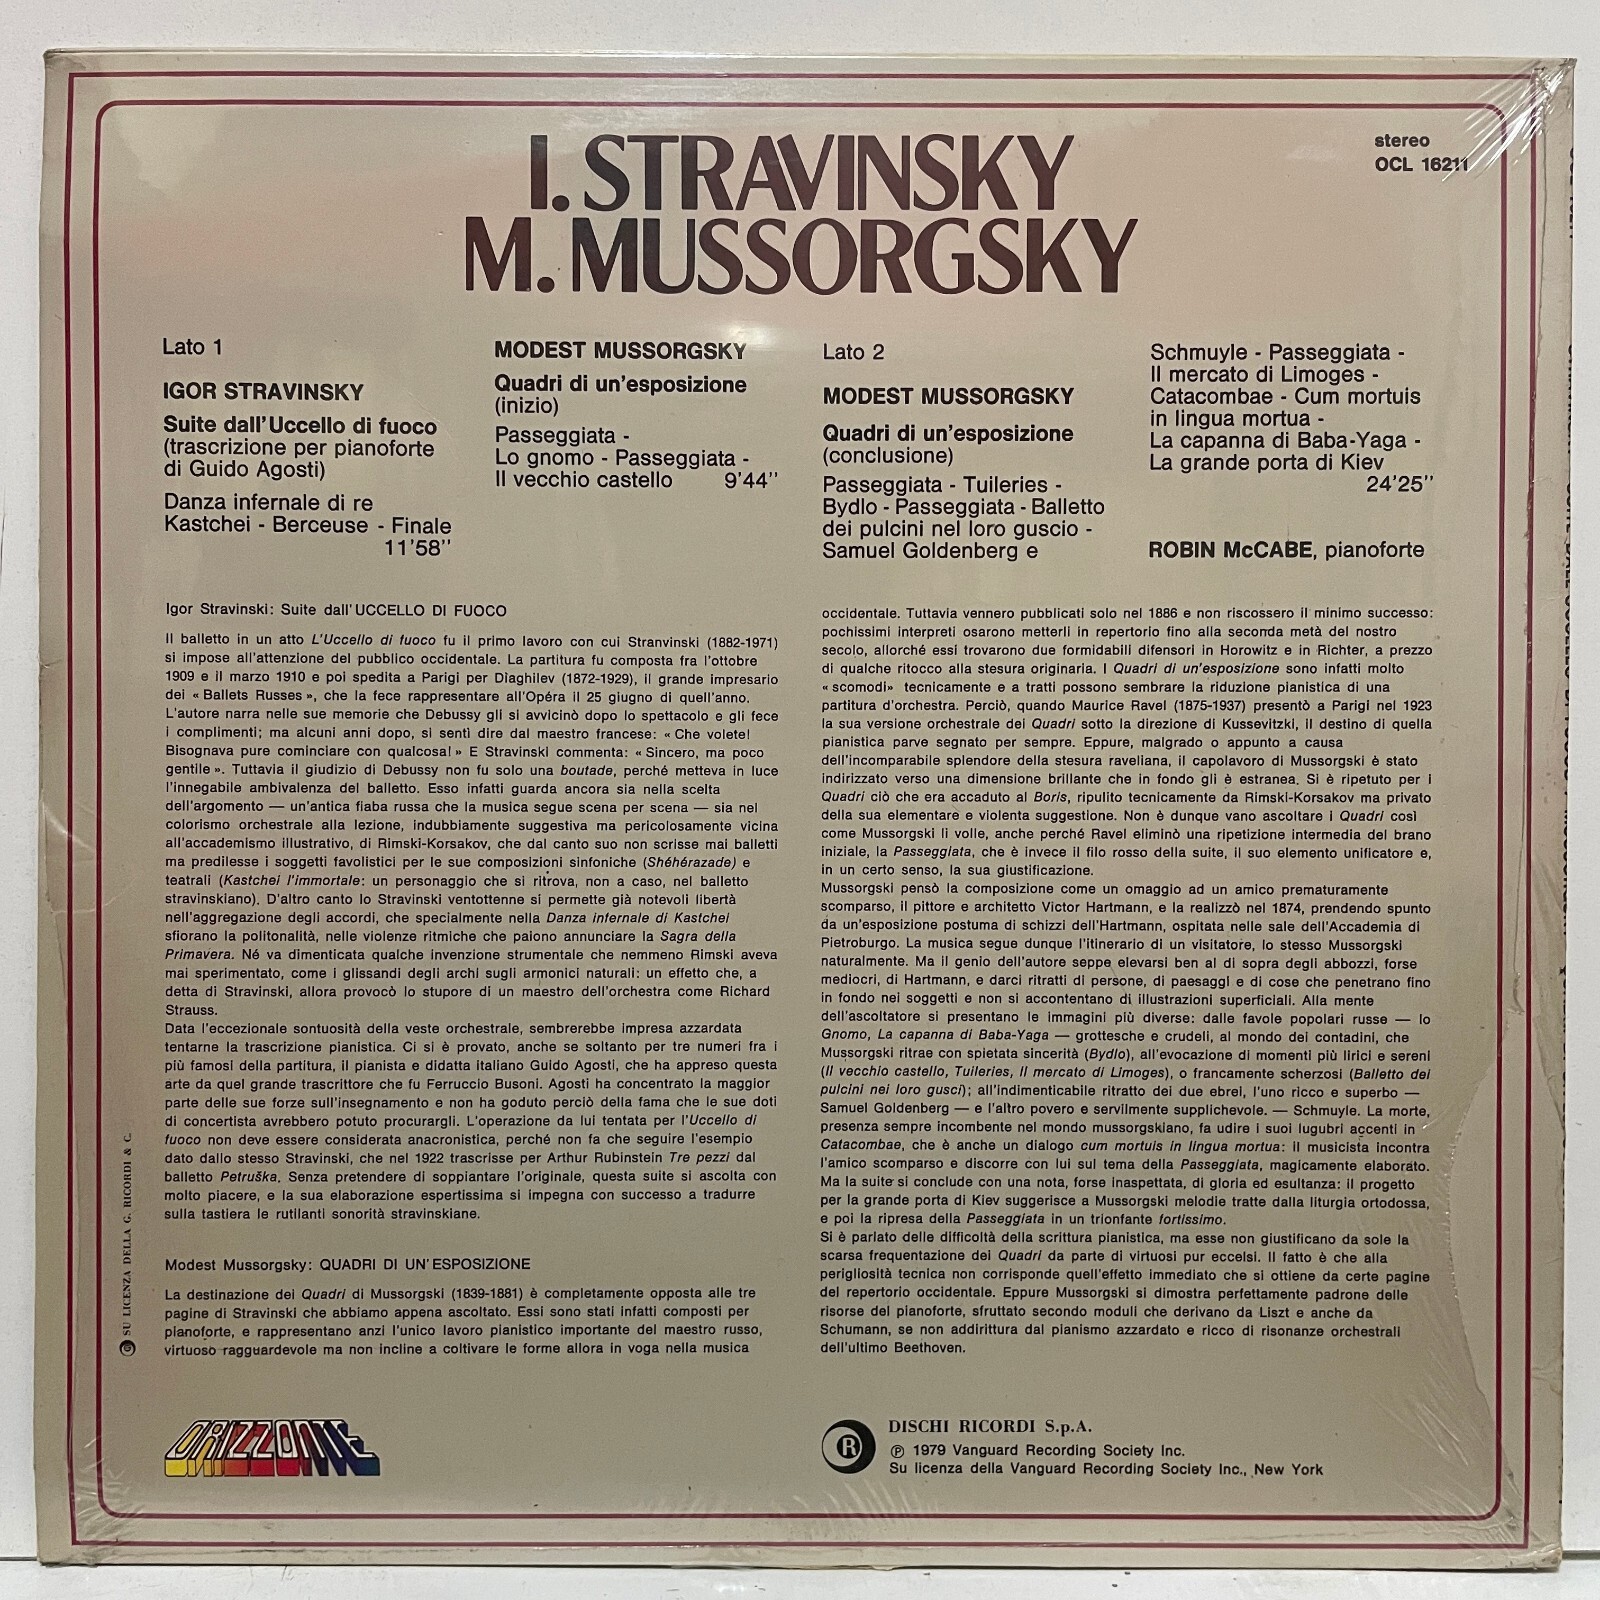 I. STRAVINSKY
M. MUSSORGSKY
stereo
OCL 16211
Lato 1
IGOR STRAVINSKY
Suite dall'Uccello di fuoco
(trascrizione per pianoforte
di Guido Agosti)
Danza infernale di re
Kastchei - Berceuse - Finale
11'58''
MODEST MUSSORGSKY
Quadri di un'esposizione
(inizio)
Passeggiata -
Lo gnomo - Passeggiata -
Il vecchio castello 9'44''
Lato 2
MODEST MUSSORGSKY
Quadri di un'esposizione
(conclusione)
Passeggiata - Tuileries -
Bydlo - Passeggiata - Balletto
dei pulcini nel loro guscio -
Samuel Goldenberg e
Schmuyle - Passeggiata -
Il mercato di Limoges -
Catacombae - Cum mortuis
in lingua mortua -
La capanna di Baba-Yaga -
La grande porta di Kiev
24'25''
ROBIN McCABE, pianoforte
Igor Stravinski: Suite dall'UCCELLO DI FUOCO
Il balletto in un atto L'Uccello di fuoco fu il primo lavoro con cui Stranvinski (1882-1971)
si impose all'attenzione del pubblico occidentale. La partitura fu composta fra l'ottobre
1909 e il marzo 1910 e poi spedita a Parigi per Diaghilev (1872-1929), il grande impresario
dei « Ballets Russes », che la fece rappresentare all'Opéra il 25 giugno di quell'anno.
L'autore narra nelle sue memorie che Debussy gli si avvicinò dopo lo spettacolo e gli fece
i complimenti; ma alcuni anni dopo, si sentì dire dal maestro francese: « Che volete!
Bisognava pure cominciare con qualcosa! » E Stravinski commenta: « Sincero, ma poco
gentile ». Tuttavia il giudizio di Debussy non fu solo una boutade, perché metteva in luce
l'innegabile ambivalenza del balletto. Esso infatti guarda ancora sia nella scelta
dell'argomento — un'antica fiaba russa che la musica segue scena per scena — sia nel
colorismo orchestrale alla lezione, indubbiamente suggestiva ma pericolosamente vicina
all'accademismo illustrativo, di Rimski-Korsakov, che dal canto suo non scrisse mai balletti
ma predilesse i soggetti favolistici per le sue composizioni sinfoniche (Shéhérazade) e
teatrali (Kastchei l'immortale: un personaggio che si ritrova, non a caso, nel balletto
stravinskiano). D'altro canto lo Stravinski ventottenne si permette già notevoli libertà
nell'aggregazione degli accordi, che specialmente nella Danza infernale di Kastchei
sfiorano la politonalità, nelle violenze ritmiche che paiono annunciare la Sagra della
Primavera. Né va dimenticata qualche invenzione strumentale che nemmeno Rimski aveva
mai sperimentato, come i glissandi degli archi sugli armonici naturali: un effetto che, a
detta di Stravinski, allora provocò lo stupore di un maestro dell'orchestra come Richard
Strauss.
Data l'eccezionale sontuosità della veste orchestrale, sembrerebbe impresa azzardata
tentarne la trascrizione pianistica. Ci si è provato, anche se soltanto per tre numeri fra i
più famosi della partitura, il pianista e didatta italiano Guido Agosti, che ha appreso questa
arte da quel grande trascrittore che fu Ferruccio Busoni. Agosti ha concentrato la maggior
parte delle sue forze sull'insegnamento e non ha goduto perciò della fama che le sue doti
di concertista avrebbero potuto procurargli. L'operazione da lui tentata per l'Uccello di
fuoco non deve essere considerata anacronistica, perché non fa che seguire l'esempio
dato dallo stesso Stravinski, che nel 1922 trascrisse per Arthur Rubinstein Tre pezzi dal
balletto Petruška. Senza pretendere di soppiantare l'originale, questa suite si ascolta con
molto piacere, e la sua elaborazione espertissima si impegna con successo a tradurre
sulla tastiera le rutilanti sonorità stravinskiane.
Modest Mussorgsky: QUADRI DI UN'ESPOSIZIONE
La destinazione dei Quadri di Mussorgski (1839-1881) è completamente opposta alle tre
pagine di Stravinski che abbiamo appena ascoltato. Essi sono stati infatti composti per
pianoforte, e rappresentano anzi l'unico lavoro pianistico importante del maestro russo,
virtuoso ragguardevole ma non incline a coltivare le forme allora in voga nella musica
occidentale. Tuttavia vennero pubblicati solo nel 1886 e non riscossero il minimo successo:
pochissimi interpreti osarono metterli in repertorio fino alla seconda metà del nostro
secolo, allorché essi trovarono due formidabili difensori in Horowitz e in Richter, a prezzo
di qualche ritocco alla stesura originaria. I Quadri di un'esposizione sono infatti molto
« scomodi » tecnicamente e a tratti possono sembrare la riduzione pianistica di una
partitura d'orchestra. Perciò, quando Maurice Ravel (1875-1937) presentò a Parigi nel 1923
la sua versione orchestrale dei Quadri sotto la direzione di Kussevitzki, il destino di quella
pianistica parve segnato per sempre. Eppure, malgrado o appunto a causa
dell'incomparabile splendore della stesura raveliana, il capolavoro di Mussorgski è stato
indirizzato verso una dimensione brillante che in fondo gli è estranea. Si è ripetuto per i
Quadri ciò che era accaduto al Boris, ripulito tecnicamente da Rimski-Korsakov ma privato
della sua elementare e violenta suggestione. Non è dunque vano ascoltare i Quadri così
come Mussorgski li volle, anche perché Ravel eliminò una ripetizione intermedia del brano
iniziale, la Passeggiata, che è invece il filo rosso della suite, il suo elemento unificatore e,
in un certo senso, la sua giustificazione.
Mussorgski pensò la composizione come un omaggio ad un amico prematuramente
scomparso, il pittore e architetto Victor Hartmann, e la realizzò nel 1874, prendendo spunto
da un'esposizione postuma di schizzi dell'Hartmann, ospitata nelle sale dell'Accademia di
Pietroburgo. La musica segue dunque l'itinerario di un visitatore, lo stesso Mussorgski
naturalmente. Ma il genio dell'autore seppe elevarsi ben al di sopra degli abbozzi, forse
mediocri, di Hartmann, e darci ritratti di persone, di paesaggi e di cose che penetrano fino
in fondo nei soggetti e non si accontentano di illustrazioni superficiali. Alla mente
dell'ascoltatore si presentano le immagini più diverse: dalle favole popolari russe — lo
Gnomo, La capanna di Baba-Yaga — grottesche e crudeli, al mondo dei contadini, che
Mussorgski ritrae con spietata sincerità (Bydlo), all'evocazione di momenti più lirici e sereni
(Il vecchio castello, Tuileries, Il mercato di Limoges), o francamente scherzosi (Balletto dei
pulcini nei loro gusci); all'indimenticabile ritratto dei due ebrei, l'uno ricco e superbo —
Samuel Goldenberg — e l'altro povero e servilmente supplichevole. — Schmuyle. La morte,
presenza sempre incombente nel mondo mussorgskiano, fa udire i suoi lugubri accenti in
Catacombae, che è anche un dialogo cum mortuis in lingua mortua: il musicista incontra
l'amico scomparso e discorre con lui sul tema della Passeggiata, magicamente elaborato.
Ma la suite si conclude con una nota, forse inaspettata, di gloria ed esultanza: il progetto
per la grande porta di Kiev suggerisce a Mussorgski melodie tratte dalla liturgia ortodossa,
e poi la ripresa della Passeggiata in un trionfante fortissimo.
Si è parlato delle difficoltà della scrittura pianistica, ma esse non giustificano da sole la
scarsa frequentazione dei Quadri da parte di virtuosi pur eccelsi. Il fatto è che alla
perigliosità tecnica non corrisponde quell'effetto immediato che si ottiene da certe pagine
del repertorio occidentale. Eppure Mussorgski si dimostra perfettamente padrone delle
risorse del pianoforte, sfruttato secondo moduli che derivano da Liszt e anche da
Schumann, se non addirittura dal pianismo azzardato e ricco di risonanze orchestrali
dell'ultimo Beethoven.
SU LICENZA DELLA G. RICORDI & C.
ORIZZONTE
R
DISCHI RICORDI S.p.A.
℗ 1979 Vanguard Recording Society Inc.
Su licenza della Vanguard Recording Society Inc., New York